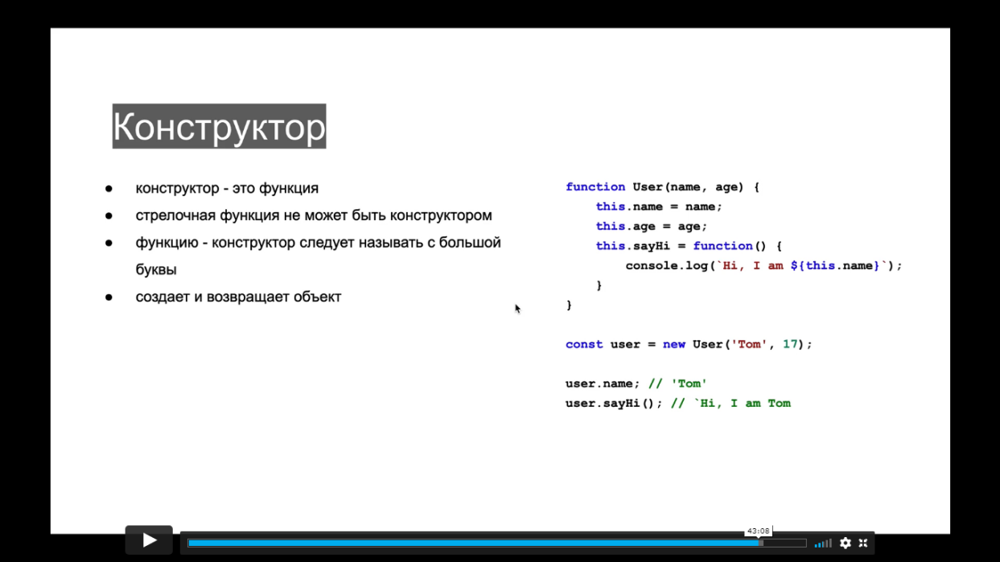 Конструктор
● конструктор - это функция
● стрелочная функция не может быть конструктором
● функцию - конструктор следует называть с большой
буквы
● создает и возвращает объект
function User(name, age) {
    this.name = name;
    this.age = age;
    this.sayHi = function() {
        console.log(`Hi, I am ${this.name}`);
    }
}
const user = new User('Tom', 17);
user.name; // 'Tom'
user.sayHi(); // `Hi, I am Tom
43:08